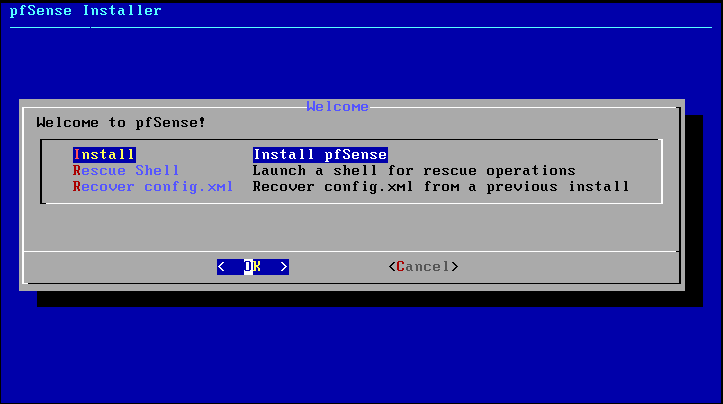 pfSense Installer
Welcome
Welcome to pfSense!
Install Install pfSense
Rescue Shell Launch a shell for rescue operations
Recover config.xml Recover config.xml from a previous install
< OK > <Cancel>